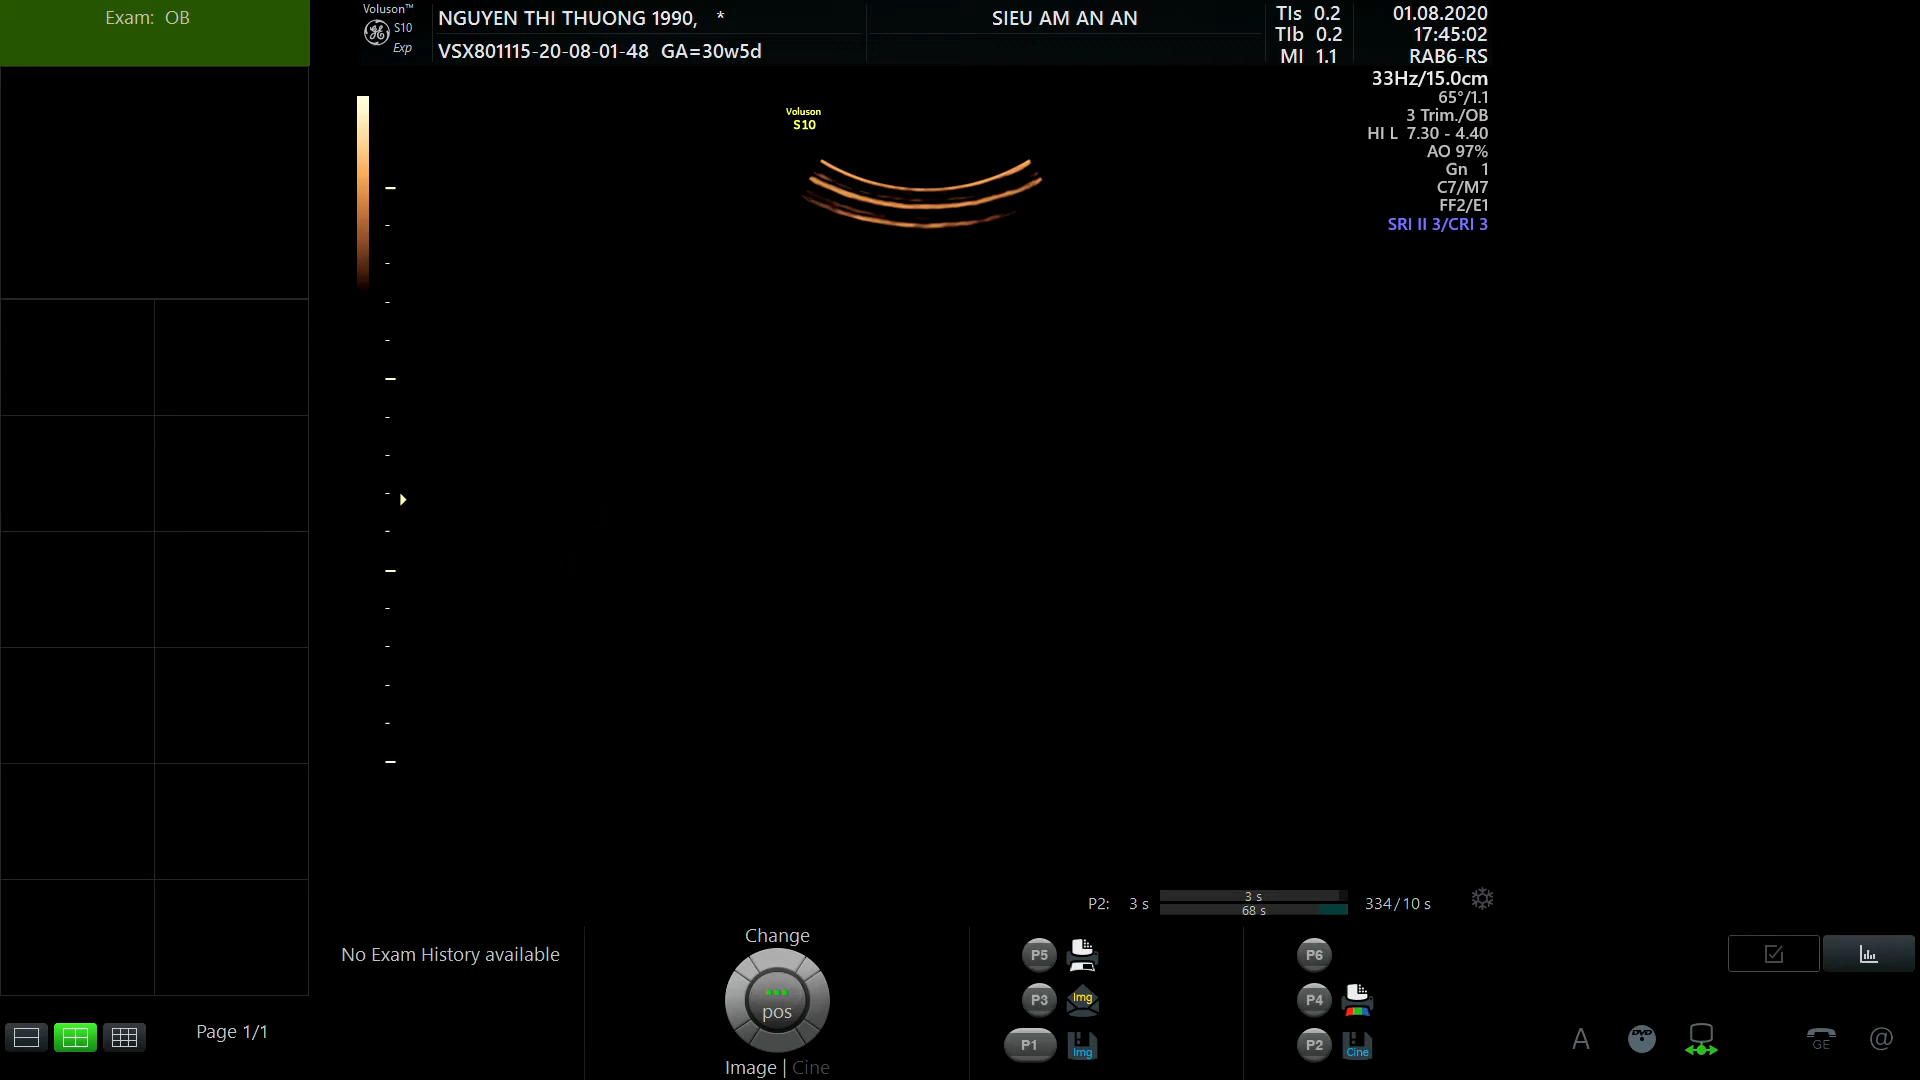 Exam: OB
Voluson™
S10
Exp
NGUYEN THI THUONG 1990, *
VSX801115-20-08-01-48 GA=30w5d
SIEU AM AN AN
TIs 0.2
TIb 0.2
MI 1.1
01.08.2020
17:45:02
RAB6-RS
33Hz/15.0cm
65°/1.1
3 Trim./OB
HI L 7.30 - 4.40
AO 97%
Gn 1
C7/M7
FF2/E1
SRI II 3/CRI 3
Voluson
S10
P2: 3 s
3 s
68 s
334/10 s
No Exam History available
Change
pos
Image | Cine
P5
P3 Img
P1 Img
P6
P4
P2 Cine
Page 1/1
A
DVD
GE
@